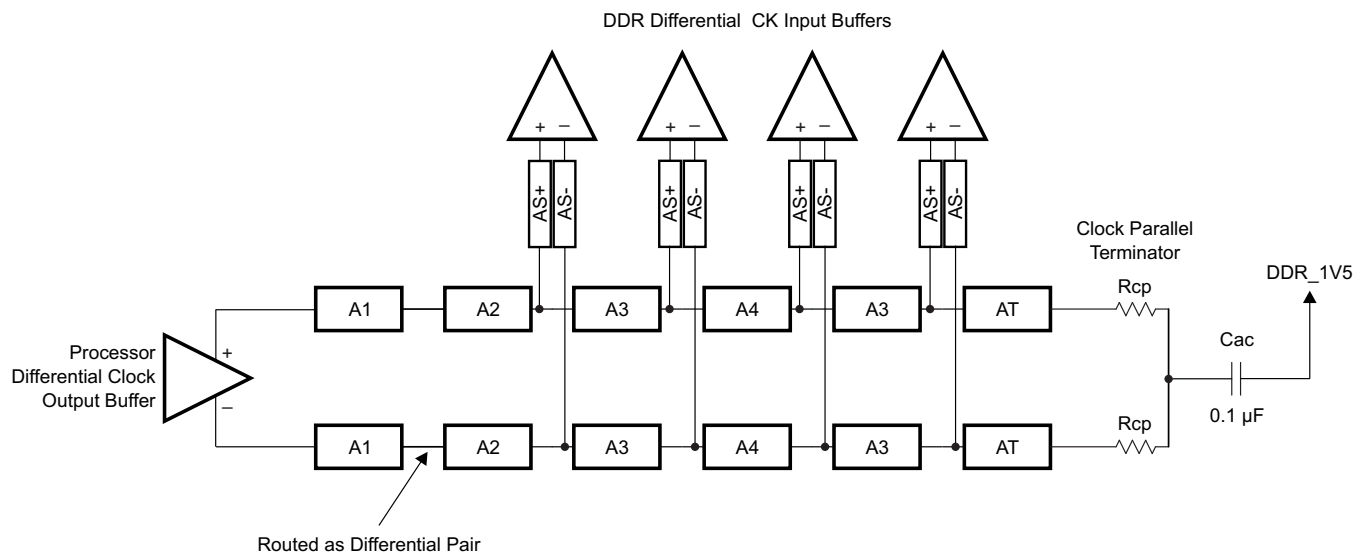 DDR Differential CK Input Buffers
+ – + – + – + –
AS+ AS- AS+ AS- AS+ AS- AS+ AS-
Clock Parallel
Terminator
DDR_1V5
A1 A2 A3 A4 A3 AT Rcp
Processor
Differential Clock
Output Buffer
+
–
Cac
0.1 µF
A1 A2 A3 A4 A3 AT Rcp
Routed as Differential Pair